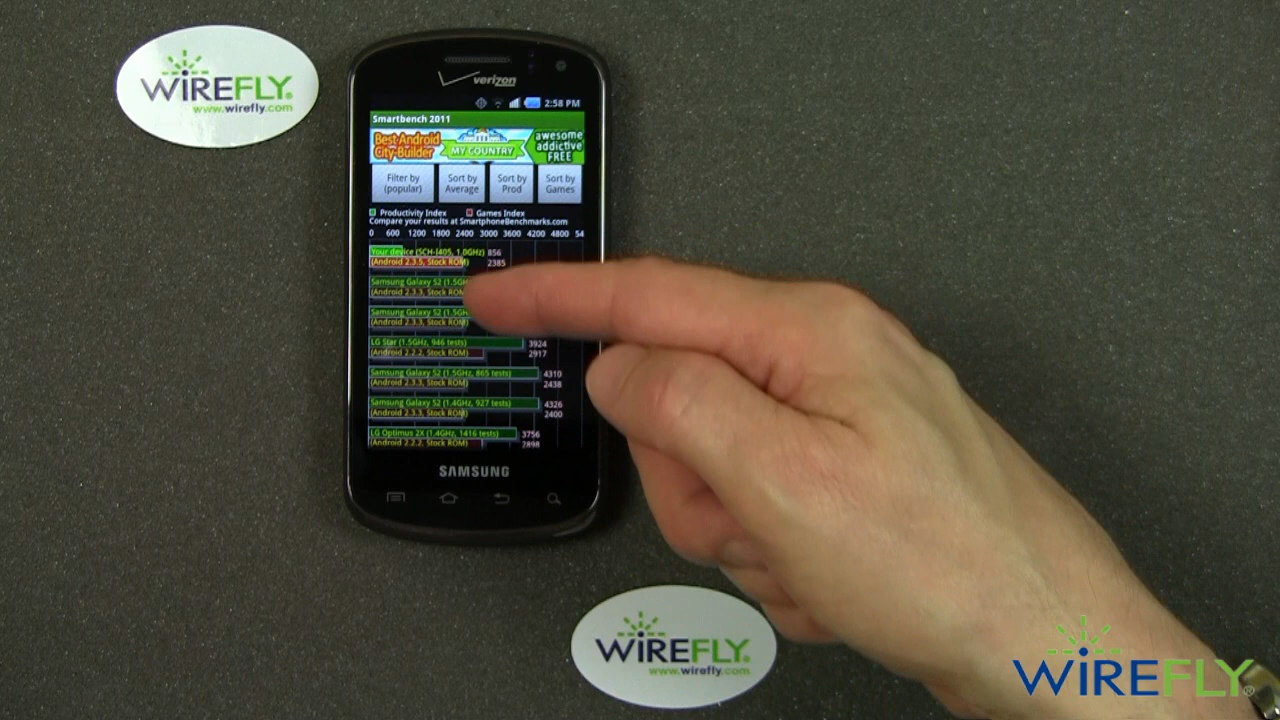 WIREFLY.
www.wirefly.com
verizon
2:58 PM
Smartbench 2011
Best Android
City-Builder
MY COUNTRY
awesome
addictive
FREE
Filter by
(popular)
Sort by
Average
Sort by
Prod
Sort by
Games
Productivity Index Games Index
Compare your results at SmartphoneBenchmarks.com
0 600 1200 1800 2400 3000 3600 4200 4800 54
Your device (SCH-I405, 1.0GHz) 856
(Android 2.3.5, Stock ROM) 2385
Samsung Galaxy S2 (1.5GH
(Android 2.3.3, Stock ROM)
Samsung Galaxy S2 (1.5GH
(Android 2.3.3, Stock ROM)
LG Star (1.5GHz, 946 tests) 3924
(Android 2.2.2, Stock ROM) 2917
Samsung Galaxy S2 (1.5GHz, 865 tests) 4310
(Android 2.3.3, Stock ROM) 2438
Samsung Galaxy S2 (1.4GHz, 927 tests) 4326
(Android 2.3.3, Stock ROM) 2400
LG Optimus 2X (1.4GHz, 1416 tests) 3756
(Android 2.2.2, Stock ROM) 2898
SAMSUNG
WIREFLY.
www.wirefly.com
WIREFLY®